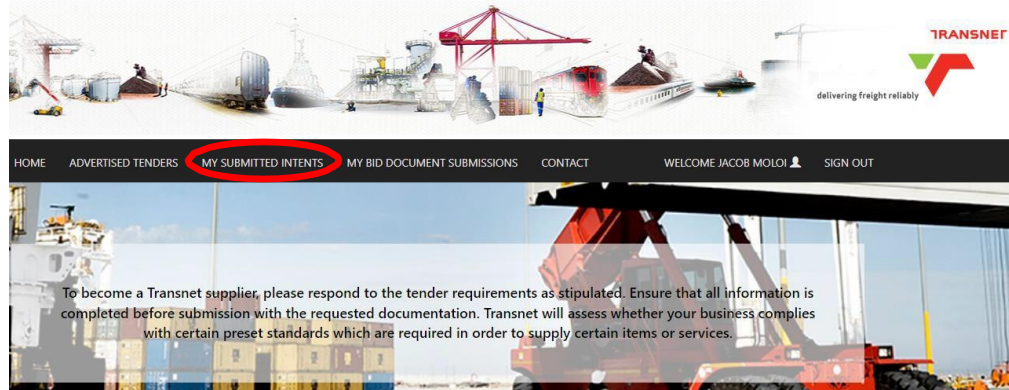 TRANSNET
delivering freight reliably
HOME ADVERTISED TENDERS MY SUBMITTED INTENTS MY BID DOCUMENT SUBMISSIONS CONTACT WELCOME JACOB MOLOI SIGN OUT
To become a Transnet supplier, please respond to the tender requirements as stipulated. Ensure that all information is
completed before submission with the requested documentation. Transnet will assess whether your business complies
with certain preset standards which are required in order to supply certain items or services.